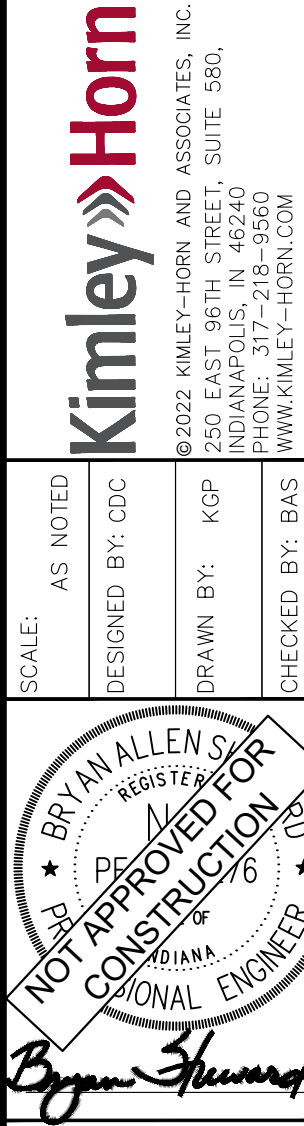 Kimley»Horn
©2022 KIMLEY-HORN AND ASSOCIATES, INC.
250 EAST 96TH STREET, SUITE 580,
INDIANAPOLIS, IN 46240
PHONE: 317-218-9560
WWW.KIMLEY-HORN.COM
SCALE: AS NOTED
DESIGNED BY: CDC
DRAWN BY: KGP
CHECKED BY: BAS
BRYAN ALLEN
PROFESSIONAL ENGINEER
OF
INDIANA
NOT APPROVED FOR
CONSTRUCTION
Bryan Sheward